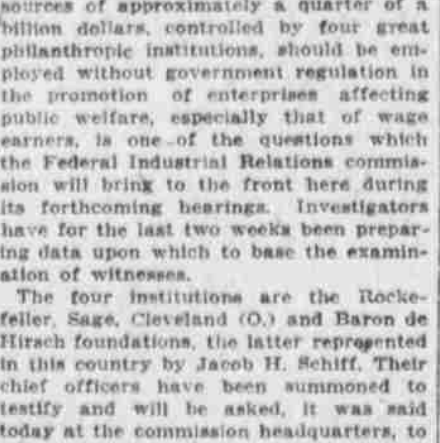 sources of approximately a quarter of a
billion dollars, controlled by four great
philanthropic institutions, should be em-
ployed without government regulation in
the promotion of enterprises affecting
public welfare, especially that of wage
earners, is one of the questions which
the Federal Industrial Relations commis-
sion will bring to the front here during
its forthcoming hearings. Investigators
have for the last two weeks been prepar-
ing data upon which to base the examin-
ation of witnesses.
The four institutions are the Rocke-
feller, Sage, Cleveland (O.) and Baron de
Hirsch foundations, the latter represented
in this country by Jacob H. Schiff. Their
chief officers have been summoned to
testify and will be asked, it was said
today at the commission headquarters, to